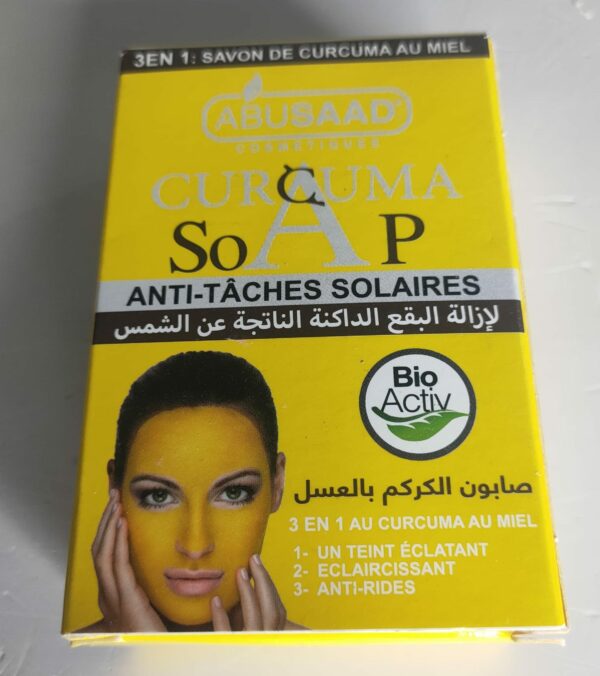 3EN 1: SAVON DE CURCUMA AU MIEL
ABUSAAD
COSMÉTIQUES
CURCUMA
SOAP
ANTI-TÂCHES SOLAIRES
لإزالة البقع الداكنة الناتجة عن الشمس
Bio
Activ
صابون الكركم بالعسل
3 EN 1 AU CURCUMA AU MIEL
1- UN TEINT ÉCLATANT
2- ECLAIRCISSANT
3- ANTI-RIDES